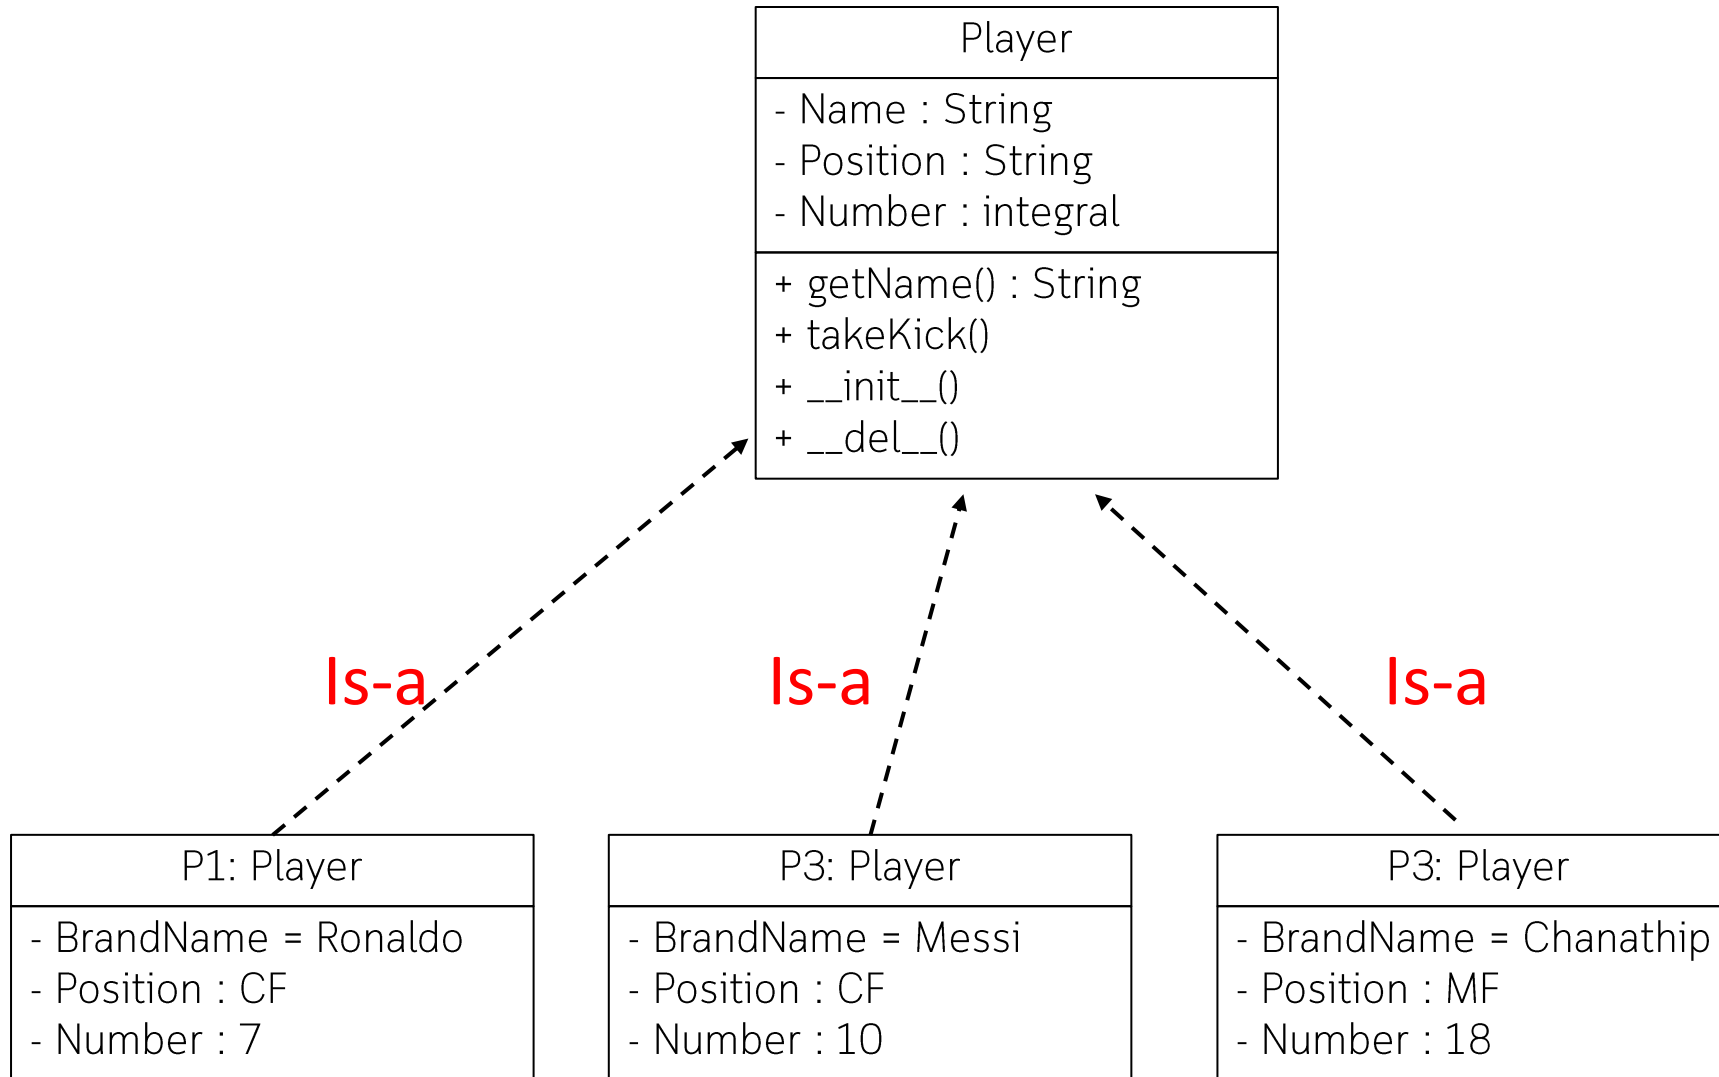 Player
- Name : String
- Position : String
- Number : integral
+ getName() : String
+ takeKick()
+ __init__()
+ __del__()
Is-a
Is-a
Is-a
P1: Player
- BrandName = Ronaldo
- Position : CF
- Number : 7
P3: Player
- BrandName = Messi
- Position : CF
- Number : 10
P3: Player
- BrandName = Chanathip
- Position : MF
- Number : 18